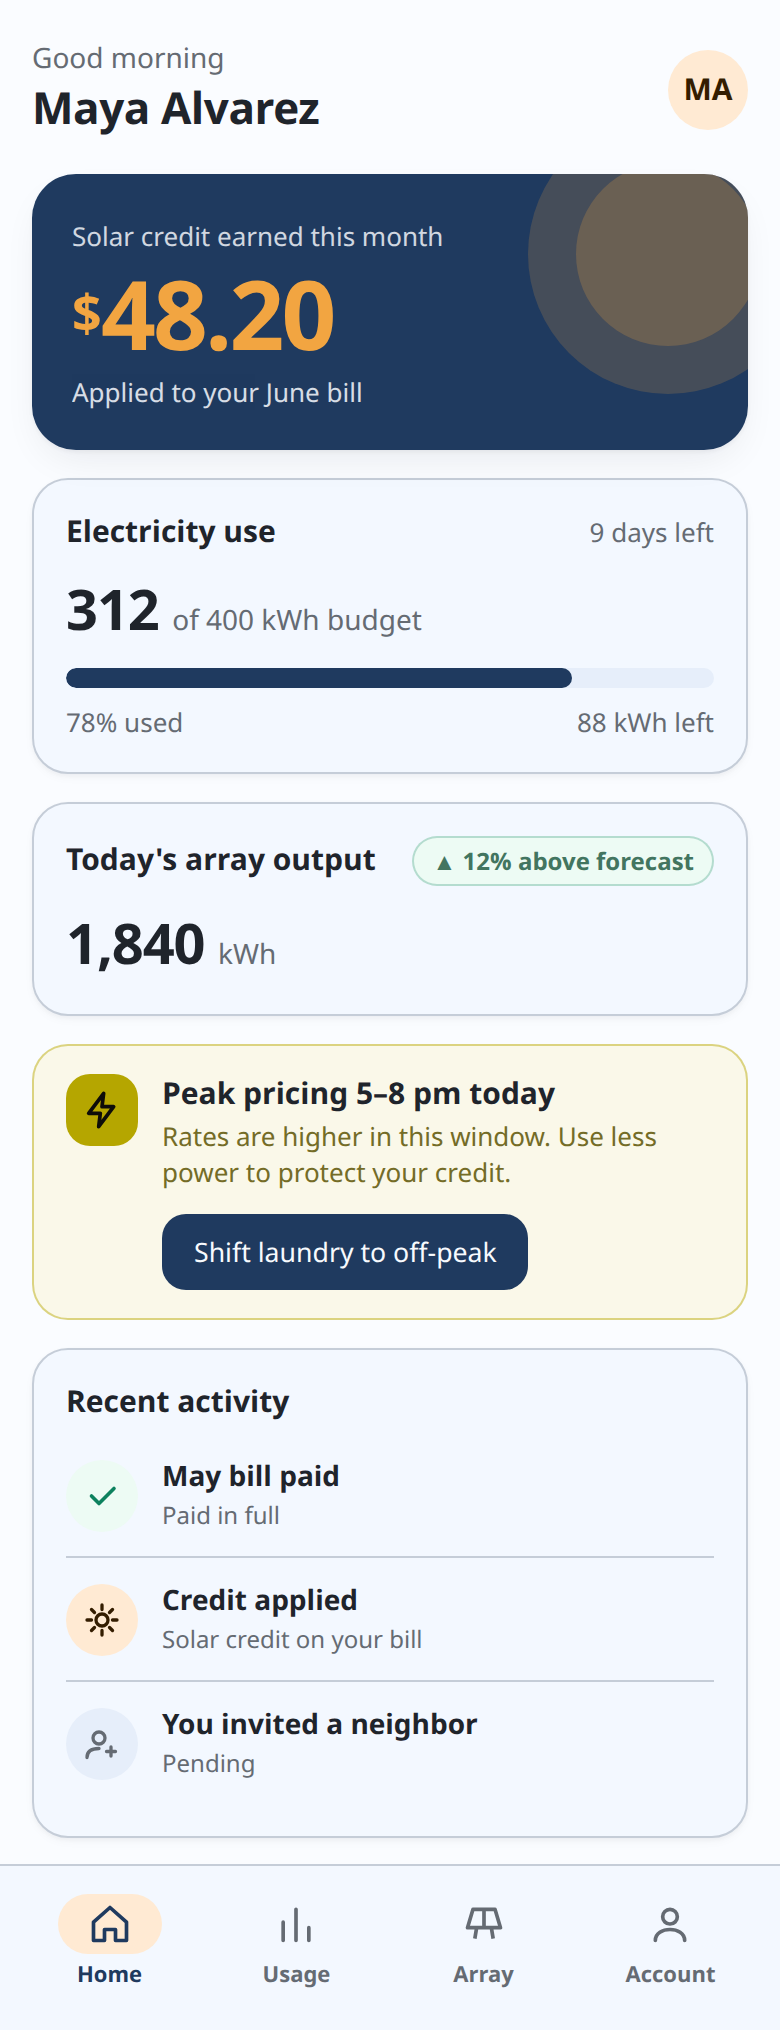 Good morning
Maya Alvarez
MA
Solar credit earned this month
$48.20
Applied to your June bill
Electricity use
9 days left
312 of 400 kWh budget
78% used
88 kWh left
Today's array output
▲ 12% above forecast
1,840 kWh
Peak pricing 5–8 pm today
Rates are higher in this window. Use less
power to protect your credit.
Shift laundry to off-peak
Recent activity
May bill paid
Paid in full
Credit applied
Solar credit on your bill
You invited a neighbor
Pending
Home
Usage
Array
Account